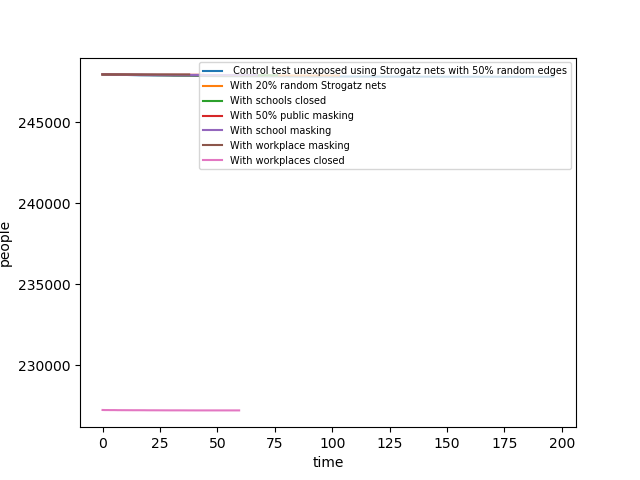 Control test unexposed using Strogatz nets with 50% random edges
With 20% random Strogatz nets
With schools closed
With 50% public masking
With school masking
With workplace masking
With workplaces closed
245000
240000
235000
230000
people
0 25 50 75 100 125 150 175 200
time